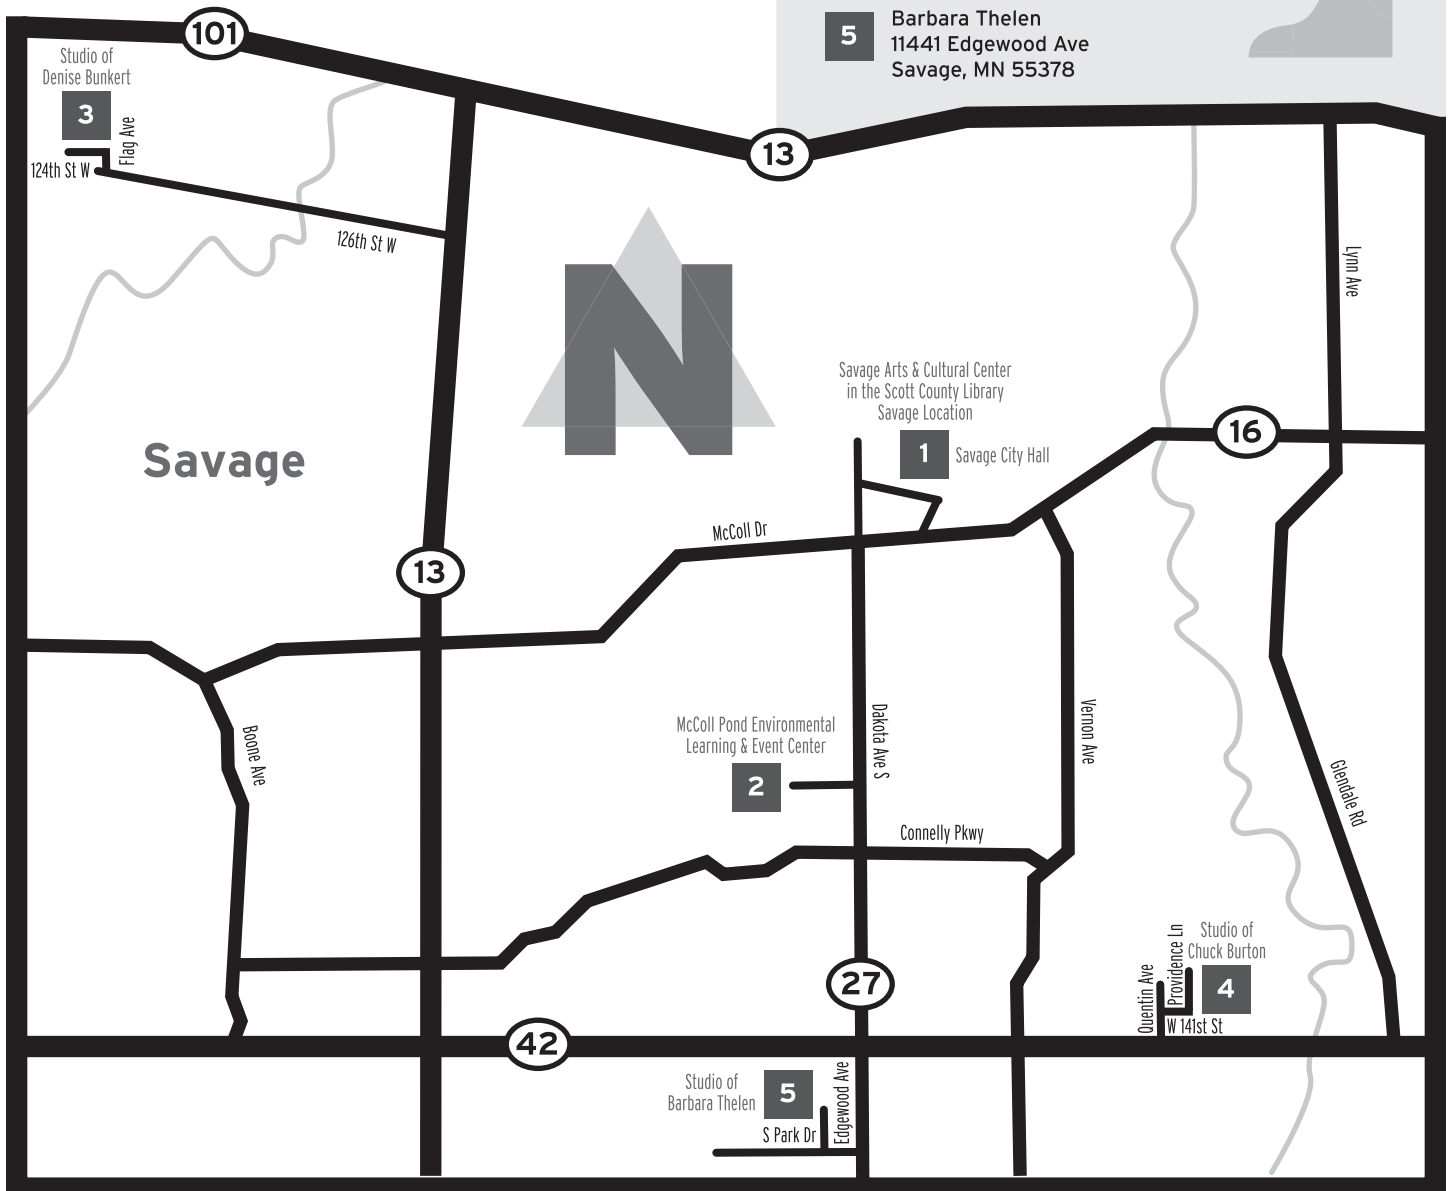 5
Barbara Thelen
11441 Edgewood Ave
Savage, MN 55378
101
Studio of
Denise Bunkert
3
Flag Ave
124th St W
126th St W
13
N
Lynn Ave
Savage Arts & Cultural Center
in the Scott County Library
Savage Location
1
Savage City Hall
16
Savage
McColl Dr
13
Boone Ave
McColl Pond Environmental
Learning & Event Center
2
Dakota Ave S
Vernon Ave
Glendale Rd
Connelly Pkwy
27
Studio of
Chuck Burton
4
Providence Ln
Quentin Ave
W 141st St
42
Studio of
Barbara Thelen
5
Edgewood Ave
S Park Dr